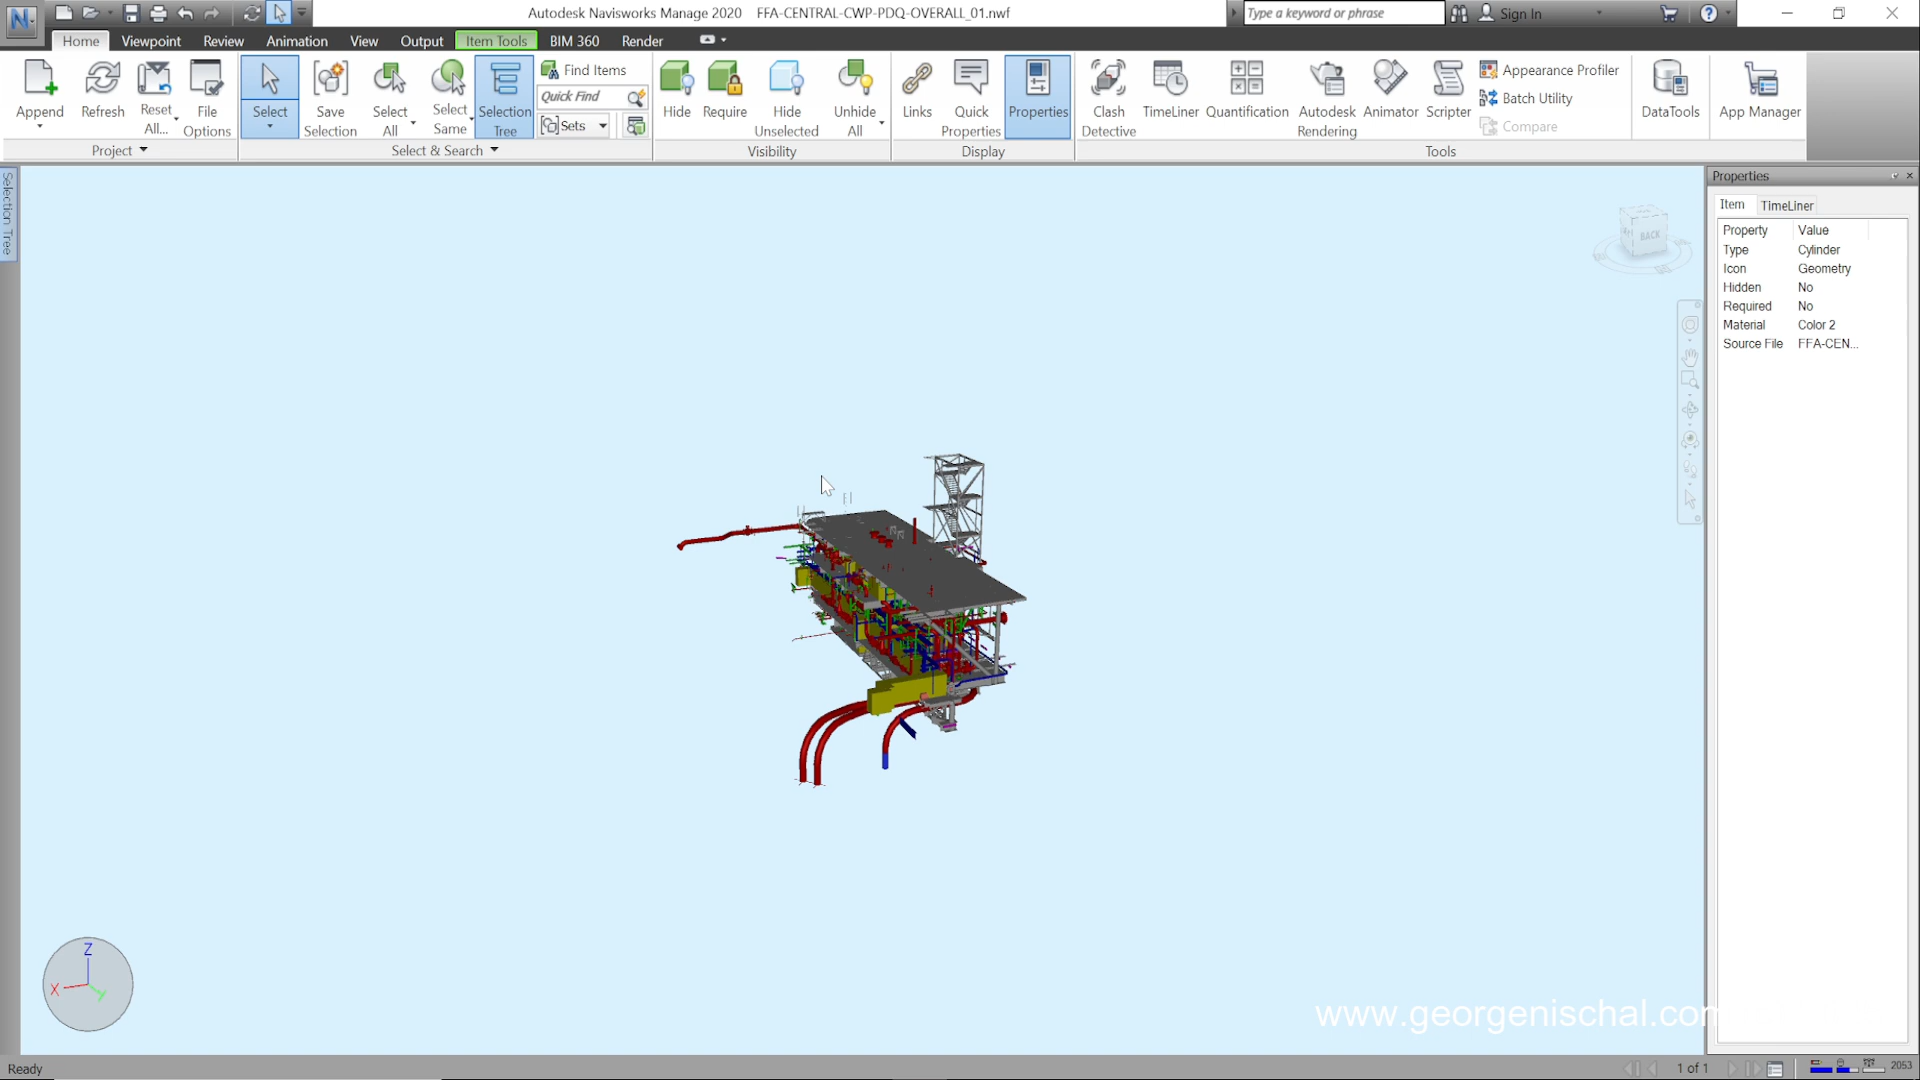 Autodesk Navisworks Manage 2020 FFA-CENTRAL-CWP-PDQ-OVERALL_01.nwf
Type a keyword or phrase
Sign In
Home Viewpoint Review Animation View Output Item Tools BIM 360 Render
Append
Refresh
Reset
All...
File
Options
Project
Select
Save
Selection
Select
All
Select
Same
Selection
Tree
Find Items
Quick Find
Sets
Select & Search
Hide
Require
Hide
Unselected
Unhide
All
Visibility
Links
Quick
Properties
Properties
Display
Clash
Detective
TimeLiner
Quantification
Autodesk
Rendering
Animator
Scripter
Appearance Profiler
Batch Utility
Compare
Tools
DataTools
App Manager
Selection Tree
BACK
Properties
Item TimeLiner
Property Value
Type Cylinder
Icon Geometry
Hidden No
Required No
Material Color 2
Source File FFA-CEN...
Z
X
Y
www.georgenischal.com
Ready
1 of 1
2053